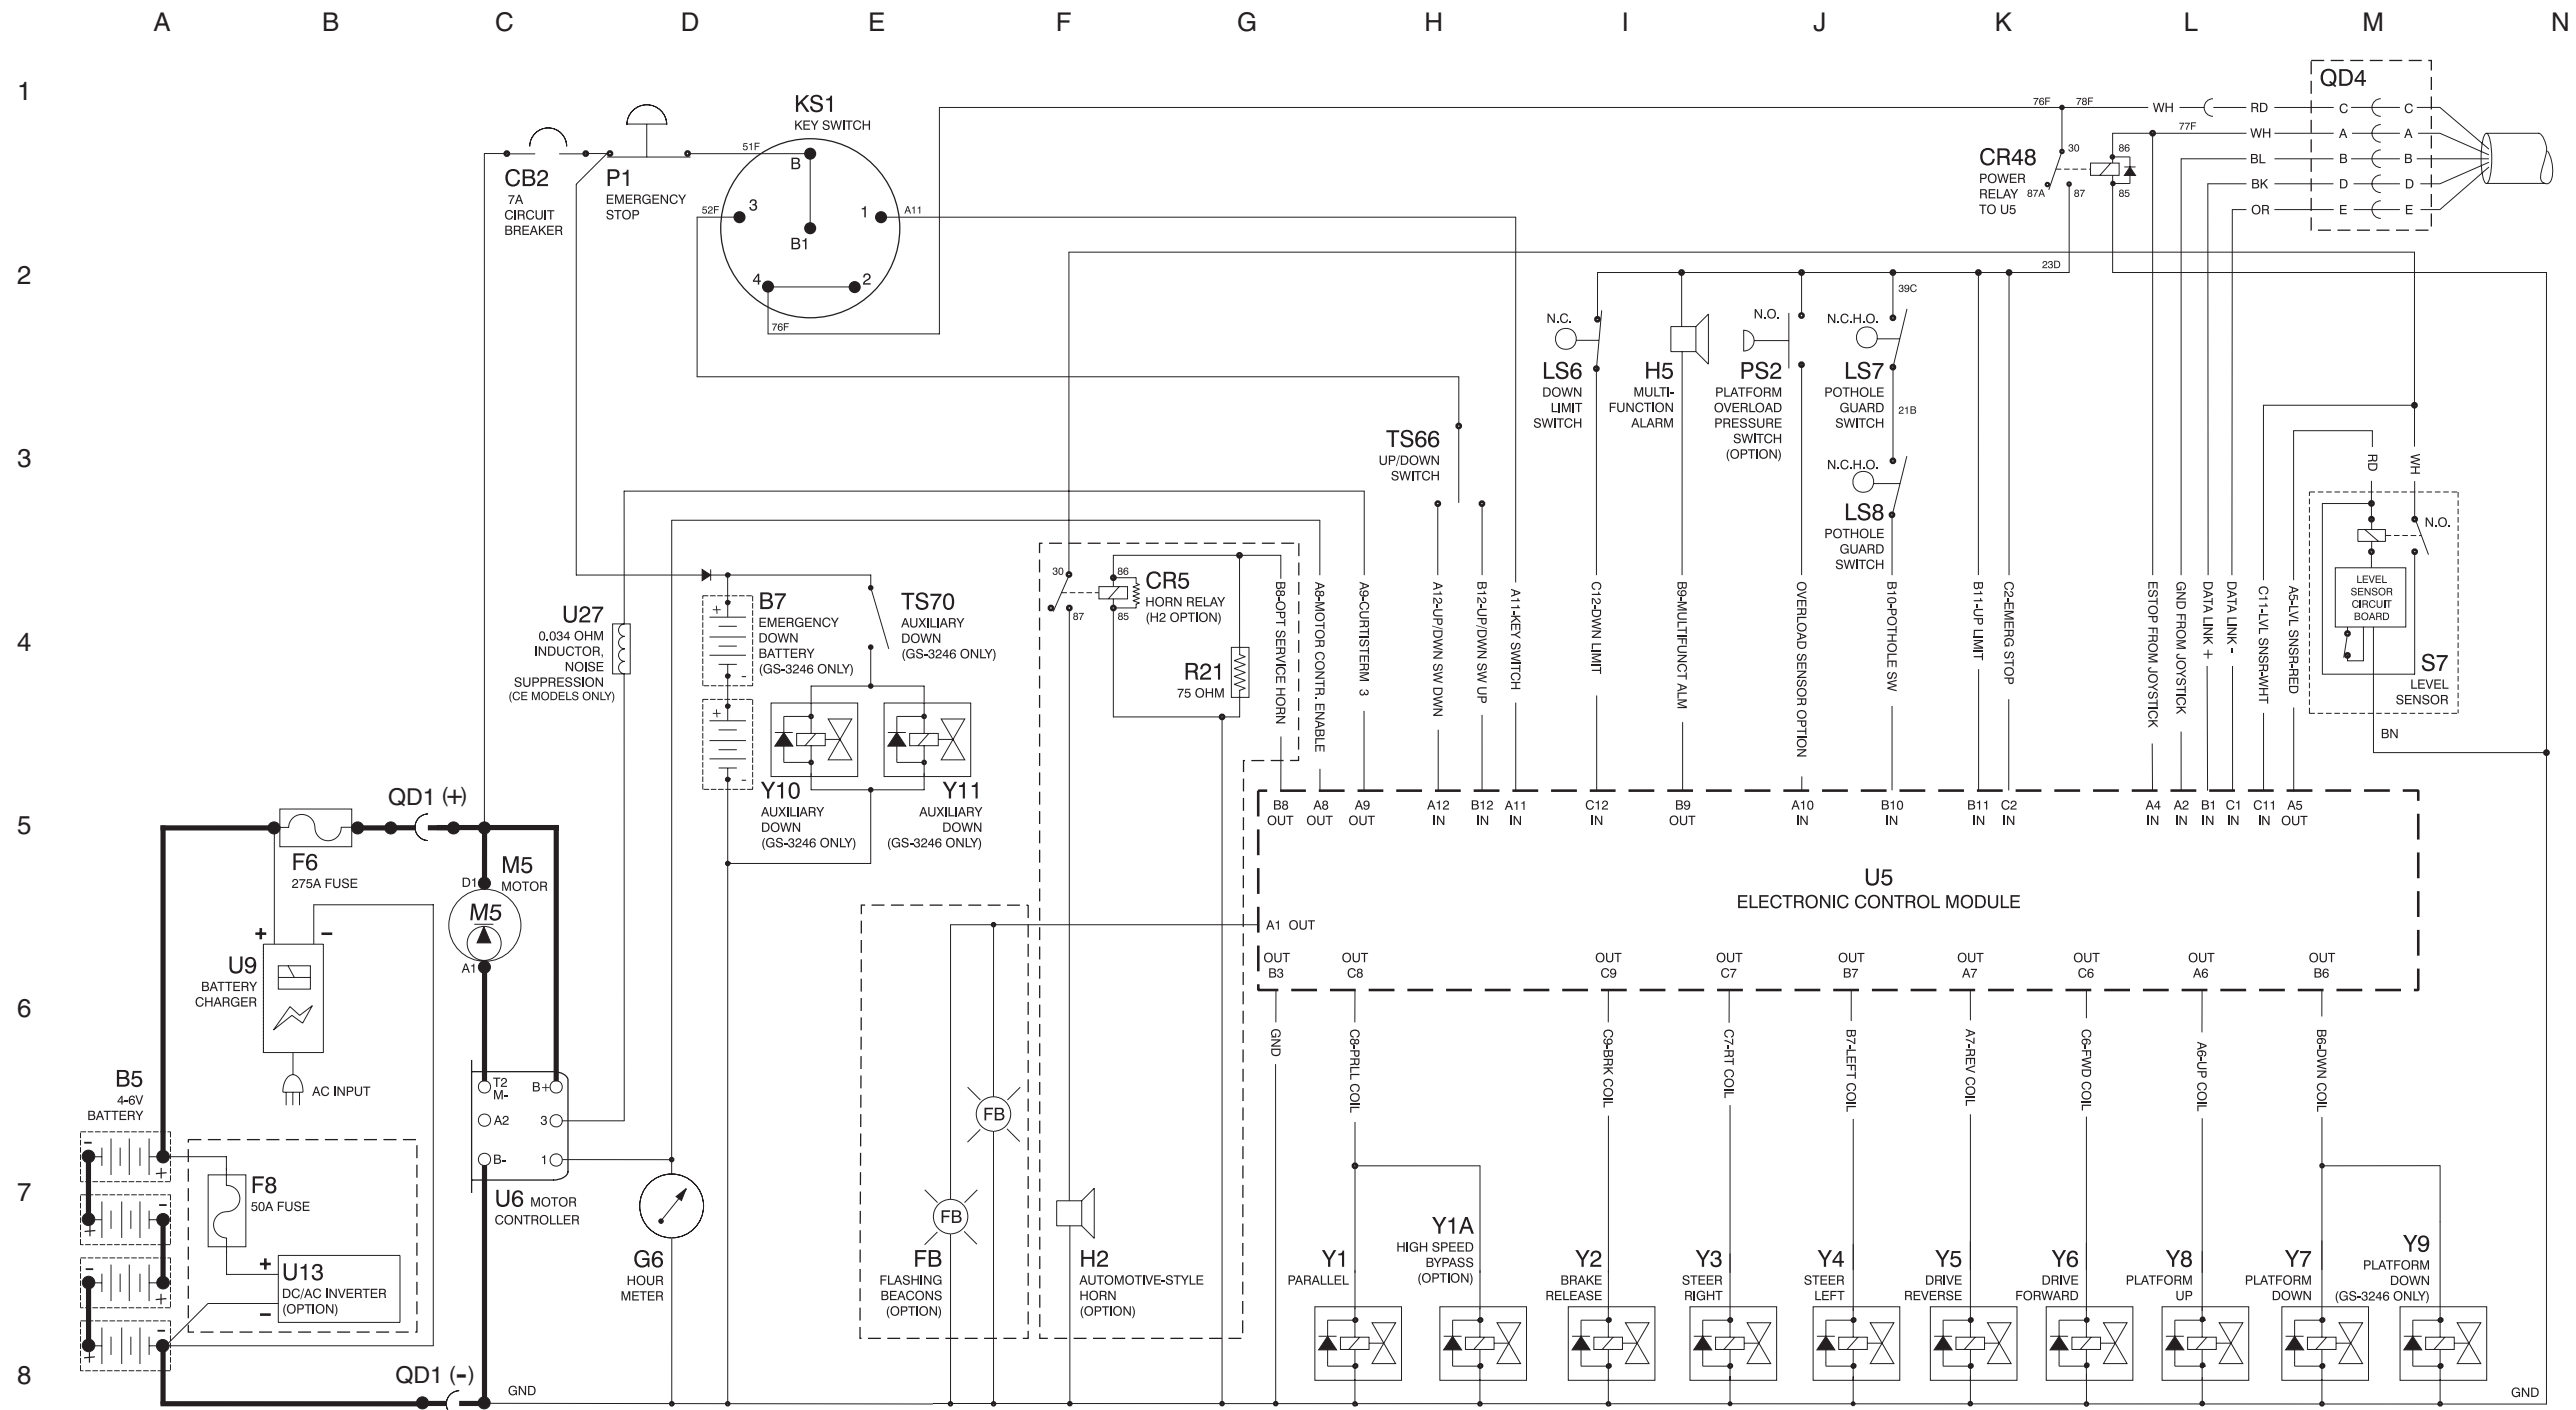 A B C D E F G H I J K L M N
1
2
3
4
5
6
7
8
KS1
KEY SWITCH
B
B1
3
1
4
2
51F
52F
A11
76F
CB2
7A
CIRCUIT
BREAKER
P1
EMERGENCY
STOP
76F 78F
WH RD C C
77F WH A A
BL B B
BK D D
OR E E
QD4
CR48
POWER
RELAY
TO U5
30
86
87A
87
85
23D
39C
N.C.
LS6
DOWN
LIMIT
SWITCH
H5
MULTI-
FUNCTION
ALARM
N.O.
PS2
PLATFORM
OVERLOAD
PRESSURE
SWITCH
(OPTION)
N.C.H.O.
LS7
POTHOLE
GUARD
SWITCH
21B
N.C.H.O.
LS8
POTHOLE
GUARD
SWITCH
TS66
UP/DOWN
SWITCH
RD
WH
N.O.
LEVEL
SENSOR
CIRCUIT
BOARD
S7
LEVEL
SENSOR
BN
U27
0.034 OHM
INDUCTOR,
NOISE
SUPPRESSION
(CE MODELS ONLY)
+
-
+
-
B7
EMERGENCY
DOWN
BATTERY
(GS-3246 ONLY)
TS70
AUXILIARY
DOWN
(GS-3246 ONLY)
Y10
AUXILIARY
DOWN
(GS-3246 ONLY)
Y11
AUXILIARY
DOWN
(GS-3246 ONLY)
30
86
87
85
CR5
HORN RELAY
(H2 OPTION)
R21
75 OHM
B8-OPT SERVICE HORN
A8-MOTOR CONTR. ENABLE
A9-CURTISTERM 3
A12-UP/DWN SW DWN
B12-UP/DWN SW UP
A11-KEY SWITCH
C12-DWN LIMIT
B9-MULTIFUNCT ALM
OVERLOAD SENSOR OPTION
B10-POTHOLE SW
B11-UP LIMIT
C2-EMERG STOP
ESTOP FROM JOYSTICK
GND FROM JOYSTICK
DATA LINK +
DATA LINK -
C11-LVL SNSR-WHT
A5-LVL SNSR-RED
B8 A8 A9 A12 B12 A11 C12 B9 A10 B10 B11 C2 A4 A2 B1 C1 C11 A5
OUT OUT OUT IN IN IN IN OUT IN IN IN IN IN IN IN IN IN OUT
U5
ELECTRONIC CONTROL MODULE
A1 OUT
OUT OUT OUT OUT OUT OUT OUT OUT OUT
B3 C8 C9 C7 B7 A7 C6 A6 B6
GND
C8-PRLL COIL
C9-BRK COIL
C7-RT COIL
B7-LEFT COIL
A7-REV COIL
C6-FWD COIL
A6-UP COIL
B6-DWN COIL
QD1 (+)
F6
275A FUSE
D1
M5
MOTOR
M5
A1
+
-
U9
BATTERY
CHARGER
AC INPUT
B5
4-6V
BATTERY
-
+
-
+
-
+
-
+
F8
50A FUSE
+
-
U13
DC/AC INVERTER
(OPTION)
T2
M-
B+
A2
3
B-
1
U6 MOTOR
CONTROLLER
G6
HOUR
METER
FB
FB
FB
FLASHING
BEACONS
(OPTION)
H2
AUTOMOTIVE-STYLE
HORN
(OPTION)
Y1
PARALLEL
Y1A
HIGH SPEED
BYPASS
(OPTION)
Y2
BRAKE
RELEASE
Y3
STEER
RIGHT
Y4
STEER
LEFT
Y5
DRIVE
REVERSE
Y6
DRIVE
FORWARD
Y8
PLATFORM
UP
Y7
PLATFORM
DOWN
Y9
PLATFORM
DOWN
(GS-3246 ONLY)
QD1 (-)
GND
GND